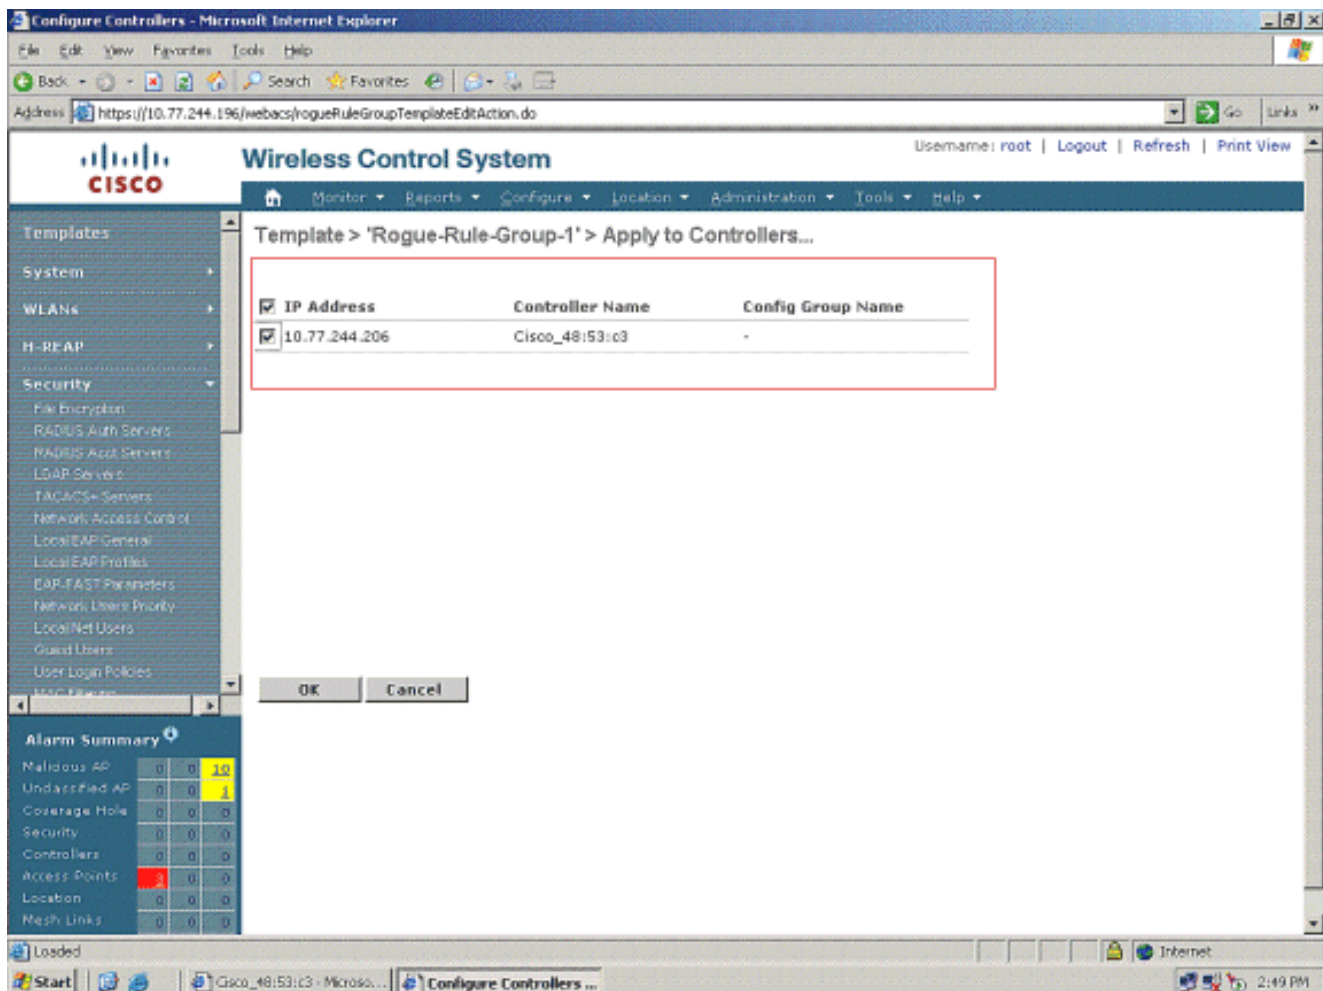 Configure Controllers - Microsoft Internet Explorer
File Edit View Favorites Tools Help
Back Search Favorites
Address https://10.77.244.196/webacs/rogueRuleGroupTemplateEditAction.do Go Links »
CISCO
Wireless Control System
Username: root | Logout | Refresh | Print View
Monitor Reports Configure Location Administration Tools Help
Templates
System
WLANs
H-REAP
Security
File Encryption
RADIUS Auth Servers
RADIUS Acct Servers
LDAP Servers
TACACS+ Servers
Network Access Control
Local EAP General
Local EAP Profiles
EAP-FAST Parameters
Network Users Priority
Local Net Users
Guest Users
User Login Policies
MAC Filtering
Template > 'Rogue-Rule-Group-1' > Apply to Controllers...
IP Address Controller Name Config Group Name
10.77.244.206 Cisco_48:53:c3 -
OK Cancel
Alarm Summary
Malicious AP 0 0 10
Unclassified AP 0 0 1
Coverage Hole 0 0 0
Security 0 0 0
Controllers 0 0 0
Access Points 0 0
Location 0 0 0
Mesh Links 0 0 0
Loaded Internet
Start Cisco_48:53:c3 - Microso... Configure Controllers ... 2:49 PM